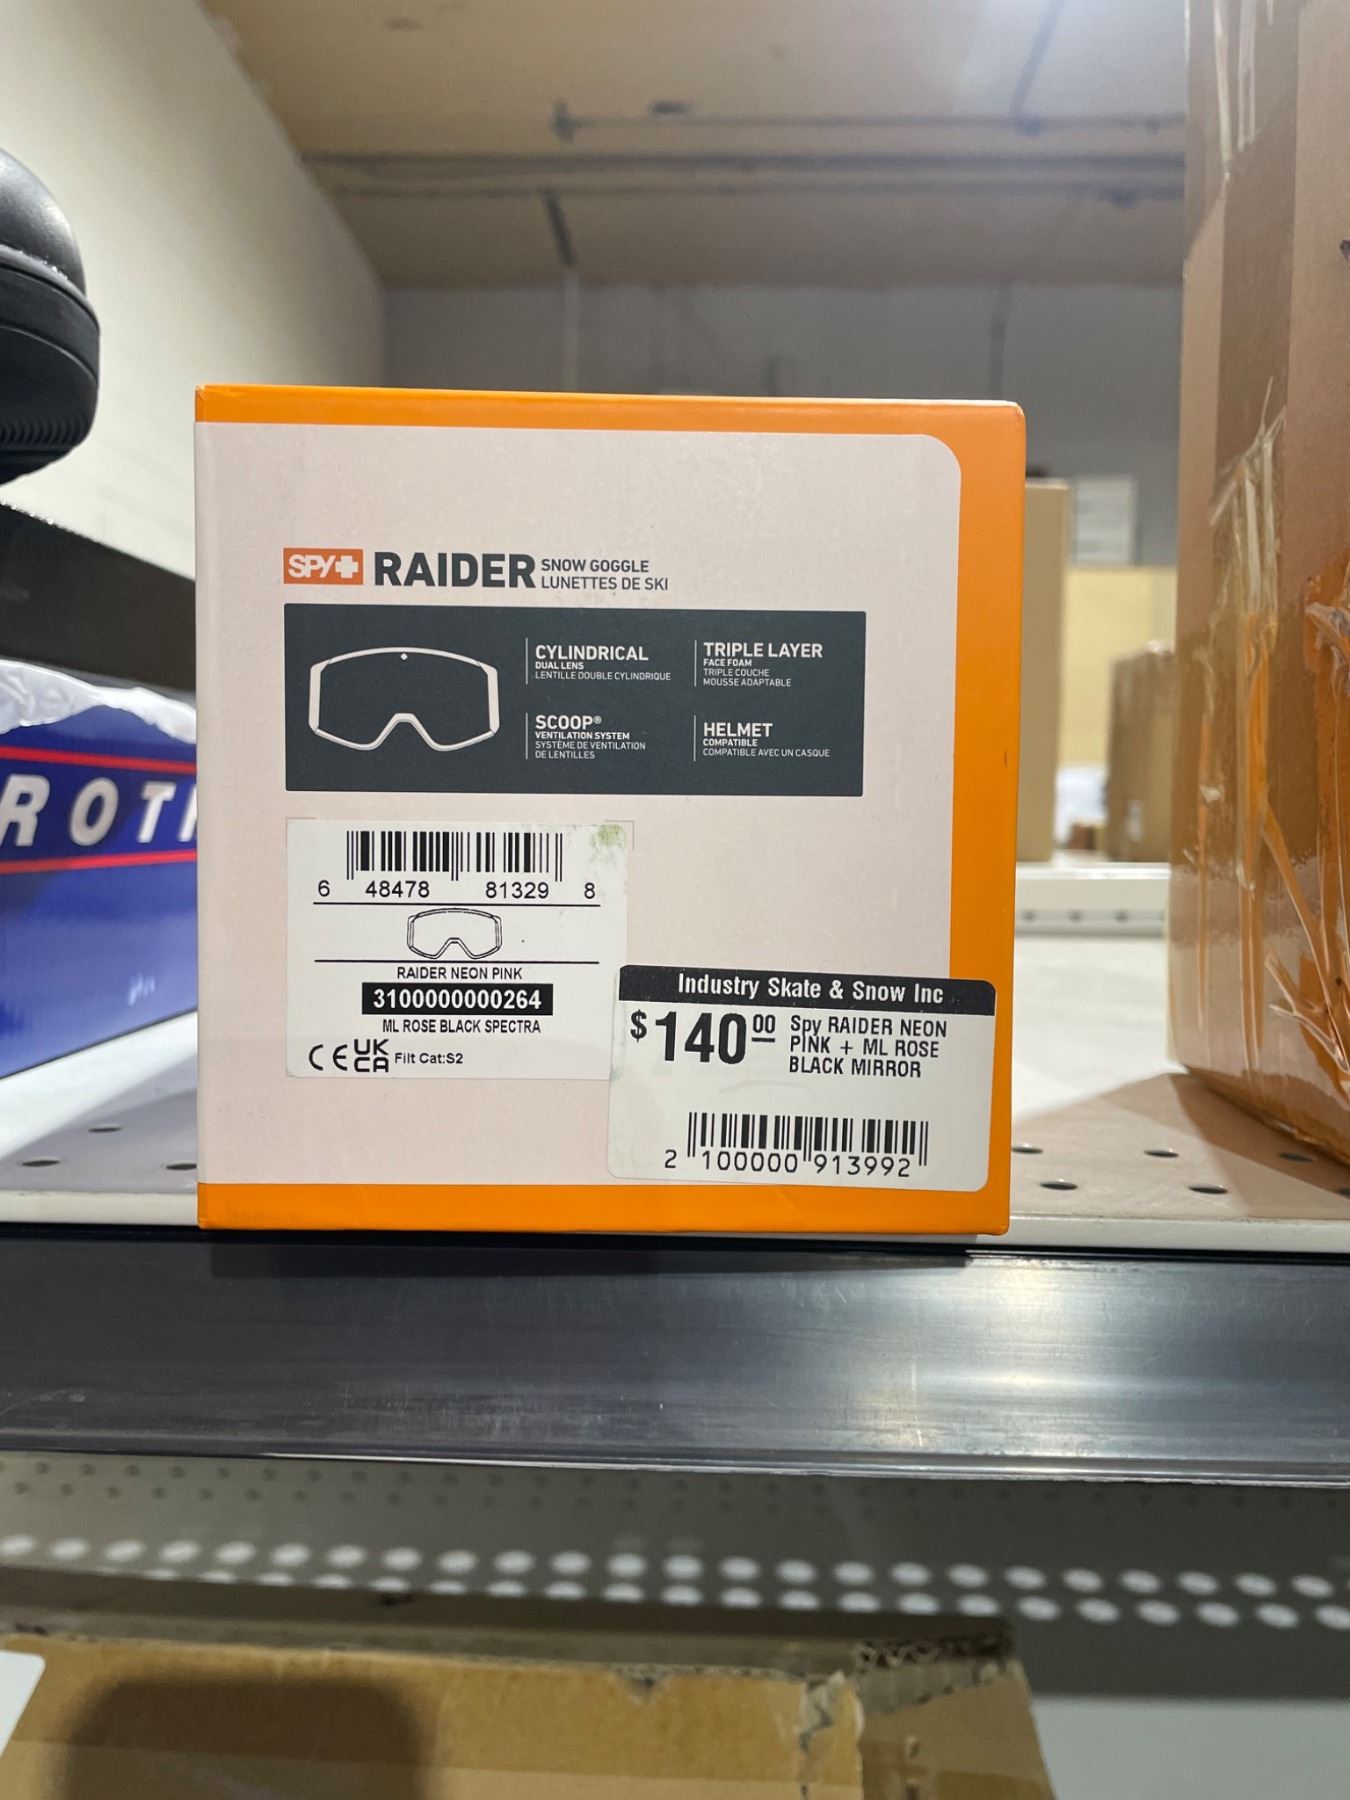 SPY+ RAIDER SNOW GOGGLE
LUNETTES DE SKI
CYLINDRICAL
DUAL LENS
LENTILLE DOUBLE CYLINDRIQUE
TRIPLE LAYER
FACE FOAM
TRIPLE COUCHE
MOUSSE ADAPTABLE
SCOOP®
VENTILATION SYSTEM
SYSTÈME DE VENTILATION
DE LENTILLES
HELMET
COMPATIBLE
COMPATIBLE AVEC UN CASQUE
ROT
6 48478 81329 8
RAIDER NEON PINK
3100000000264
ML ROSE BLACK SPECTRA
CE UK CA Filt Cat:S2
Industry Skate & Snow Inc
$140.00 Spy RAIDER NEON
PINK + ML ROSE
BLACK MIRROR
2 100000 913992